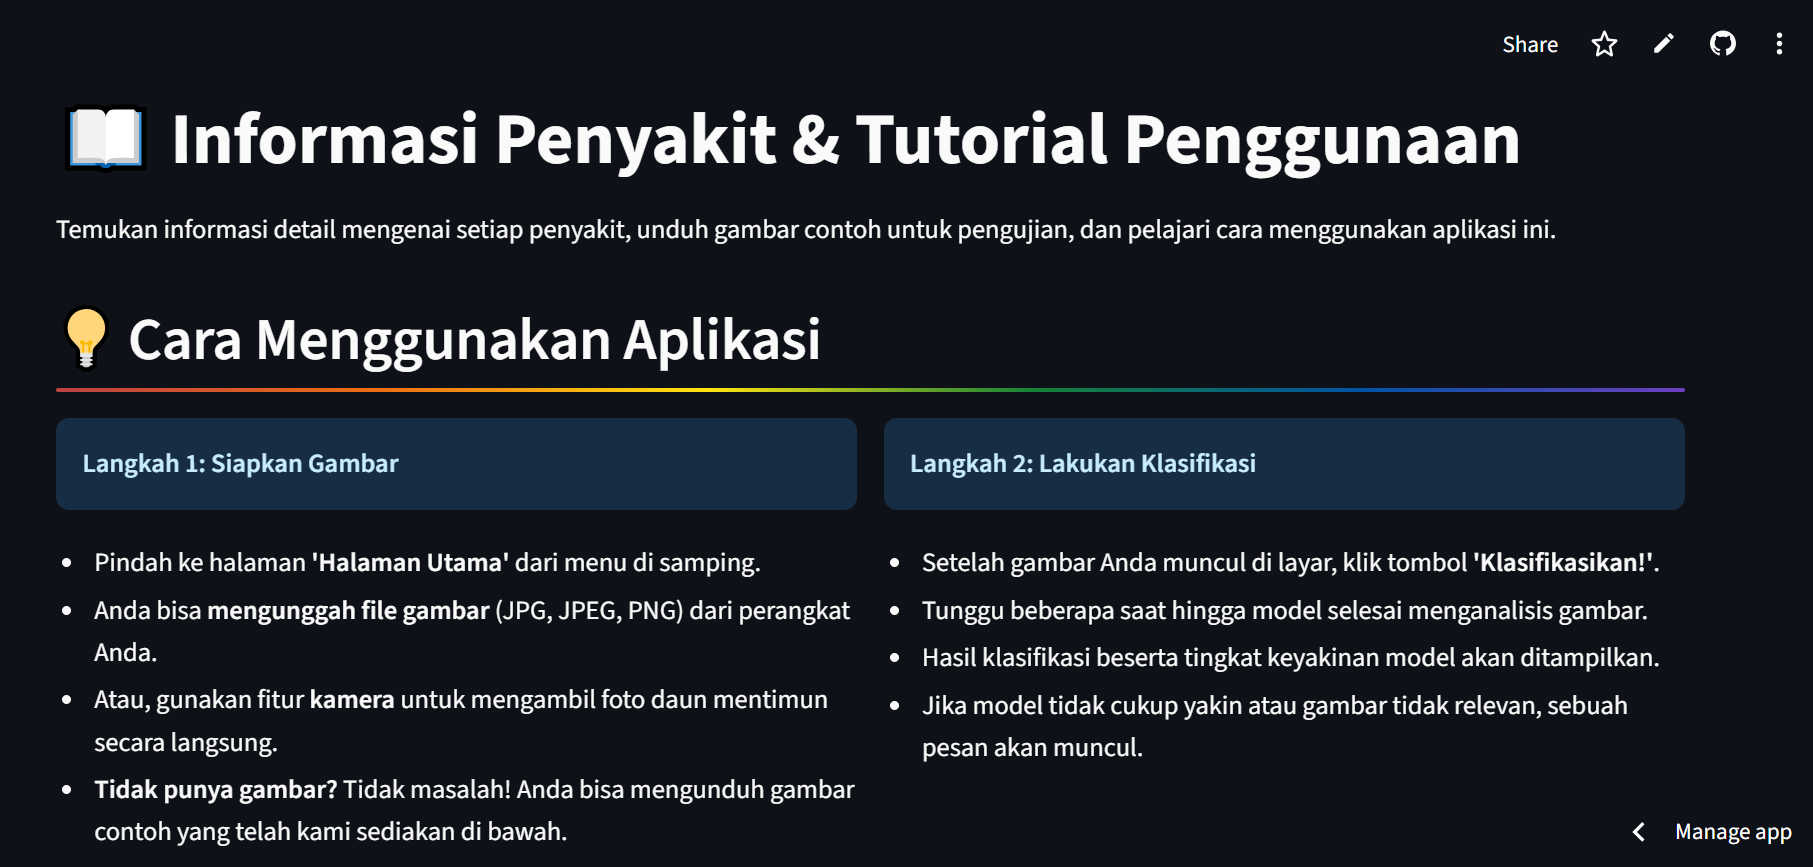 Share
Informasi Penyakit & Tutorial Penggunaan
Temukan informasi detail mengenai setiap penyakit, unduh gambar contoh untuk pengujian, dan pelajari cara menggunakan aplikasi ini.
Cara Menggunakan Aplikasi
Langkah 1: Siapkan Gambar
Pindah ke halaman 'Halaman Utama' dari menu di samping.
Anda bisa mengunggah file gambar (JPG, JPEG, PNG) dari perangkat
Anda.
Atau, gunakan fitur kamera untuk mengambil foto daun mentimun
secara langsung.
Tidak punya gambar? Tidak masalah! Anda bisa mengunduh gambar
contoh yang telah kami sediakan di bawah.
Langkah 2: Lakukan Klasifikasi
Setelah gambar Anda muncul di layar, klik tombol 'Klasifikasikan!'.
Tunggu beberapa saat hingga model selesai menganalisis gambar.
Hasil klasifikasi beserta tingkat keyakinan model akan ditampilkan.
Jika model tidak cukup yakin atau gambar tidak relevan, sebuah
pesan akan muncul.
Manage app